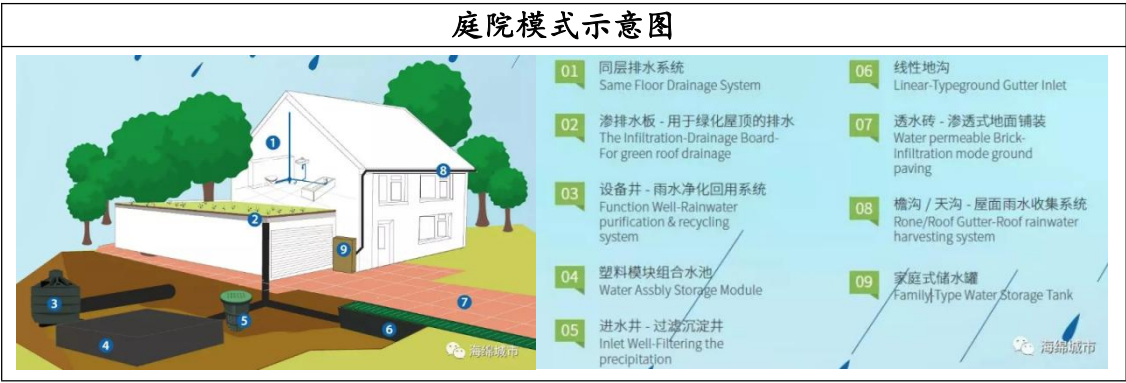 庭院模式示意图
1
2
3
4
5
6
7
8
9
海绵城市
01
同层排水系统
Same Floor Drainage System
02
渗排水板 - 用于绿化屋顶的排水
The Infiltration-Drainage Board-
For green roof drainage
03
设备井 - 雨水净化回用系统
Function Well-Rainwater
purification & recycling
system
04
塑料模块组合水池
Water Assbly Storage Module
05
进水井 - 过滤沉淀井
Inlet Well-Filtering the
precipitation
06
线性地沟
Linear-Typeground Gutter Inlet
07
透水砖 - 渗透式地面铺装
Water permeable Brick-
Infiltration mode ground
paving
08
檐沟 / 天沟 - 屋面雨水收集系统
Rone/Roof Gutter-Roof rainwater
harvesting system
09
家庭式储水罐
Family-Type Water Storage Tank
海绵城市